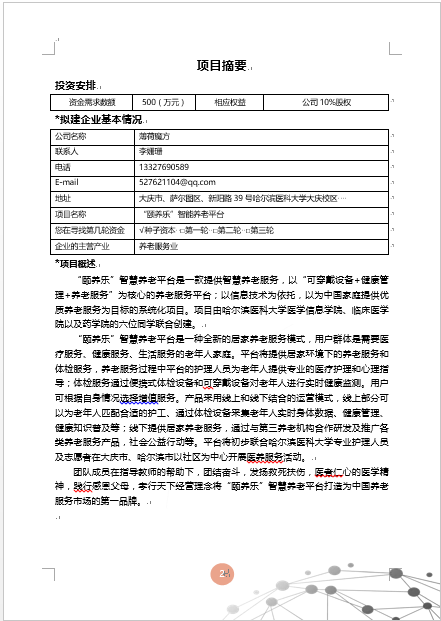 项目摘要
投资安排
资金需求数额 500（万元） 相应权益 公司10%股权
*拟建企业基本情况
公司名称 薄荷魔方
联系人 李姗珊
电话 13327690589
E-mail 527621104@qq.com
地址 大庆市、萨尔图区、新阳路39号哈尔滨医科大学大庆校区
项目名称 “颐养乐”智能养老平台
您在寻找第几轮资金 √种子资本 □第一轮 □第二轮 □第三轮
企业的主营产业 养老服务业
*项目概述
“颐养乐”智慧养老平台是一款提供智慧养老服务，以“可穿戴设备+健康管
理+养老服务”为核心的养老服务平台；以信息技术为依托，以为中国家庭提供优
质养老服务为目标的系统化项目。项目由哈尔滨医科大学医学信息学院、临床医学
院以及药学院的六位同学联合创建。
“颐养乐”智慧养老平台是一种全新的居家养老服务模式，用户群体是需要医
疗服务、健康服务、生活服务的老年人家庭。平台将提供居家环境下的养老服务和
体检服务，养老服务过程中平台的护理人员为老年人提供专业的医疗护理和心理指
导；体检服务通过便携式体检设备和可穿戴设备对老年人进行实时健康监测。用户
可根据自身情况选择增值服务。产品采用线上和线下结合的运营模式，线上部分可
以为老年人匹配合适的护工、通过体检设备采集老年人实时身体数据、健康管理、
健康知识普及等；线下提供居家养老服务，通过与第三养老机构合作研发及推广各
类养老服务产品，社会公益行动等。平台将初步联合哈尔滨医科大学专业护理人员
及志愿者在大庆市、哈尔滨市以社区为中心开展医养服务活动。
团队成员在指导教师的帮助下，团结奋斗，发扬救死扶伤，医者仁心的医学精
神，践行感恩父母，孝行天下经营理念将“颐养乐”智慧养老平台打造为中国养老
服务市场的第一品牌。
2